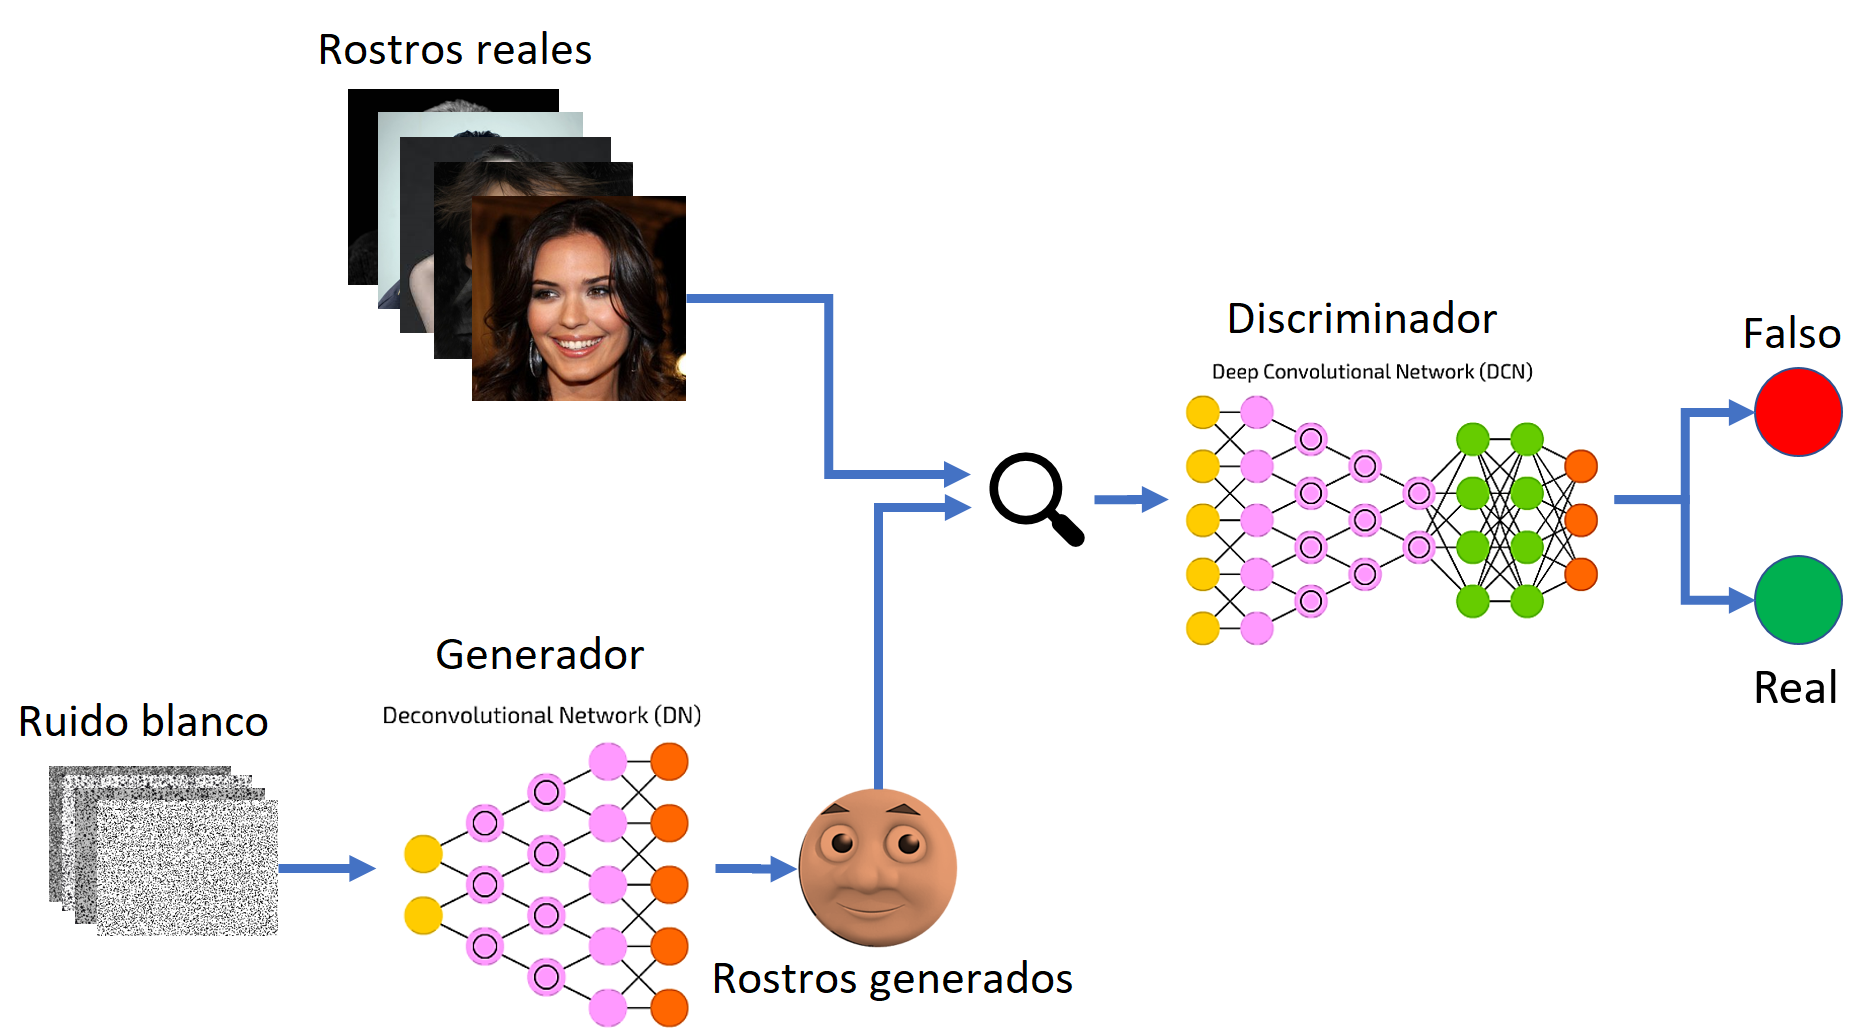 Rostros reales
Discriminador
Deep Convolutional Network (DCN)
Falso
Real
Generador
Deconvolutional Network (DN)
Ruido blanco
Rostros generados